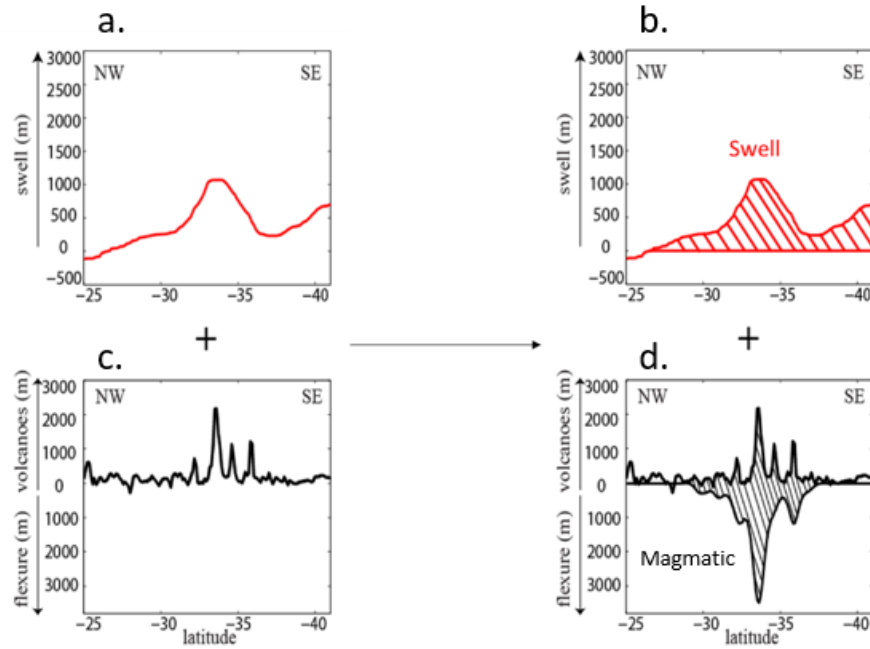 a.
swell (m)
3000
2500
2000
1500
1000
500
0
−500
NW
SE
−25
−30
−35
−40
b.
swell (m)
3000
2500
2000
1500
1000
500
0
−500
NW
SE
Swell
−25
−30
−35
−40
+
+
c.
volcanoes (m)
flexure (m)
3000
2000
1000
0
1000
2000
3000
NW
SE
−25
−30
−35
−40
latitude
d.
volcanoes (m)
flexure (m)
3000
2000
1000
0
1000
2000
3000
NW
SE
Magmatic
−25
−30
−35
−40
latitude